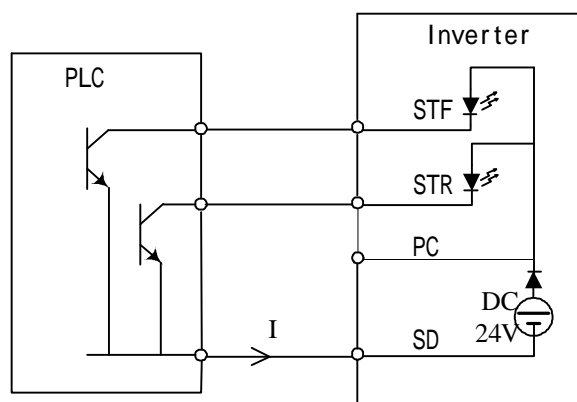 Inverter
PLC
STF
STR
PC
DC
24V
I
SD